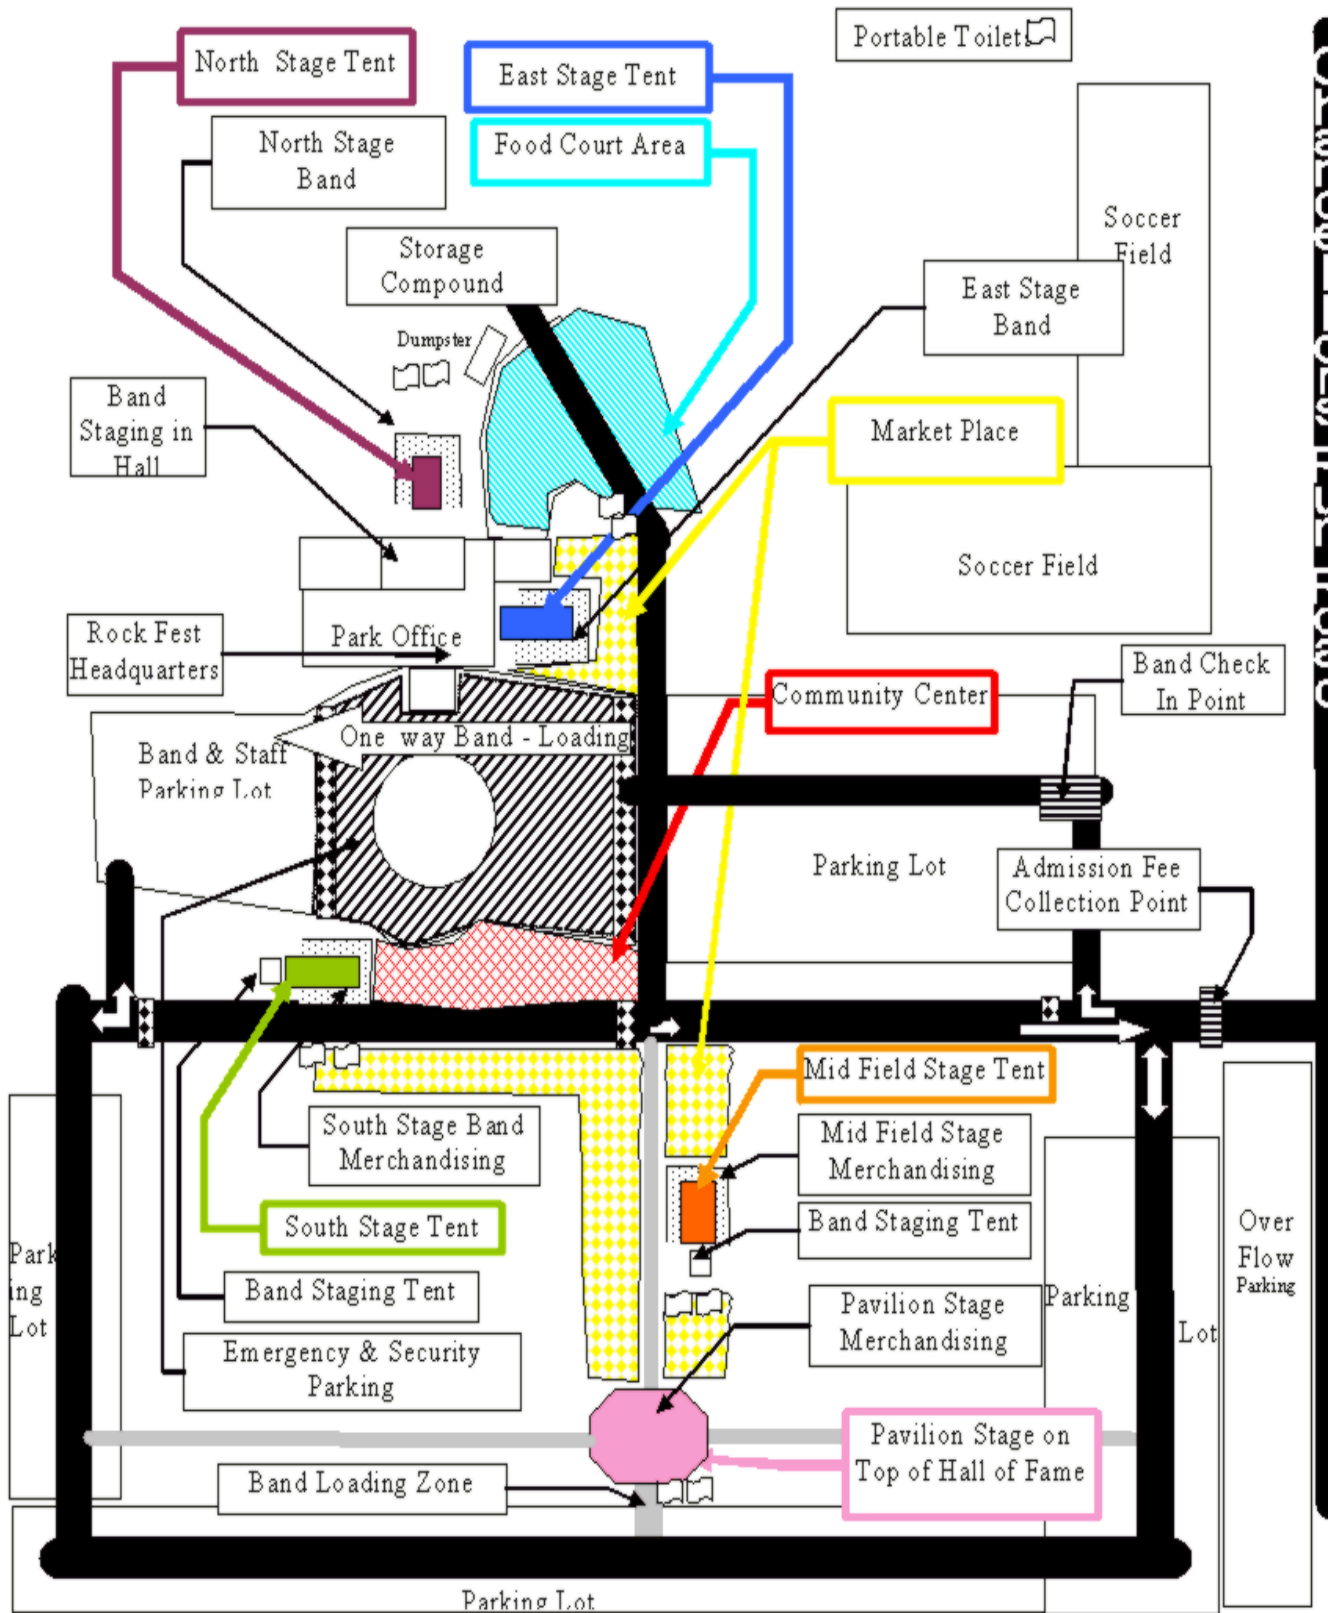 Portable Toilets
North Stage Tent
East Stage Tent
North Stage
Band
Food Court Area
Storage
Compound
Soccer
Field
East Stage
Band
Dumpster
Band
Staging in
Hall
Market Place
Soccer Field
Rock Fest
Headquarters
Park Office
Band Check
In Point
Community Center
One way Band - Loading
Band & Staff
Parking Lot
Parking Lot
Admission Fee
Collection Point
Mid Field Stage Tent
South Stage Band
Merchandising
Mid Field Stage
Merchandising
South Stage Tent
Band Staging Tent
Over
Flow
Parking
Park
ing
Lot
Band Staging Tent
Pavilion Stage
Merchandising
Parking
Lot
Emergency & Security
Parking
Pavilion Stage on
Top of Hall of Fame
Band Loading Zone
Parking Lot